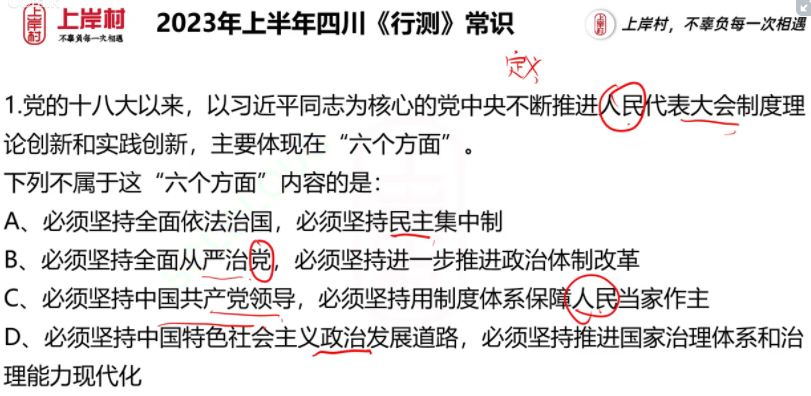 上岸村 上岸村 2023年上半年四川《行测》常识 上岸村 上岸村，不辜负每一次相遇
不辜负每一次相遇
定义
1.党的十八大以来，以习近平同志为核心的党中央不断推进人民代表大会制度理
论创新和实践创新，主要体现在“六个方面”。
下列不属于这“六个方面”内容的是：
A、必须坚持全面依法治国，必须坚持民主集中制
B、必须坚持全面从严治党，必须坚持进一步推进政治体制改革
C、必须坚持中国共产党领导，必须坚持用制度体系保障人民当家作主
D、必须坚持中国特色社会主义政治发展道路，必须坚持推进国家治理体系和治
理能力现代化